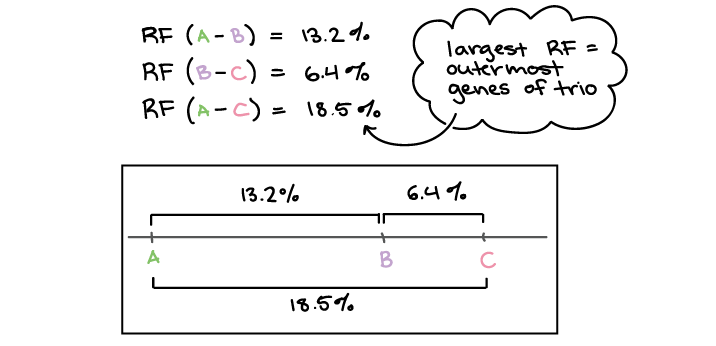 RF (A-B) = 13.2%
RF (B-C) = 6.4%
RF (A-C) = 18.5%
largest RF =
outermost
genes of trio
13.2%
6.4%
A
B
C
18.5%